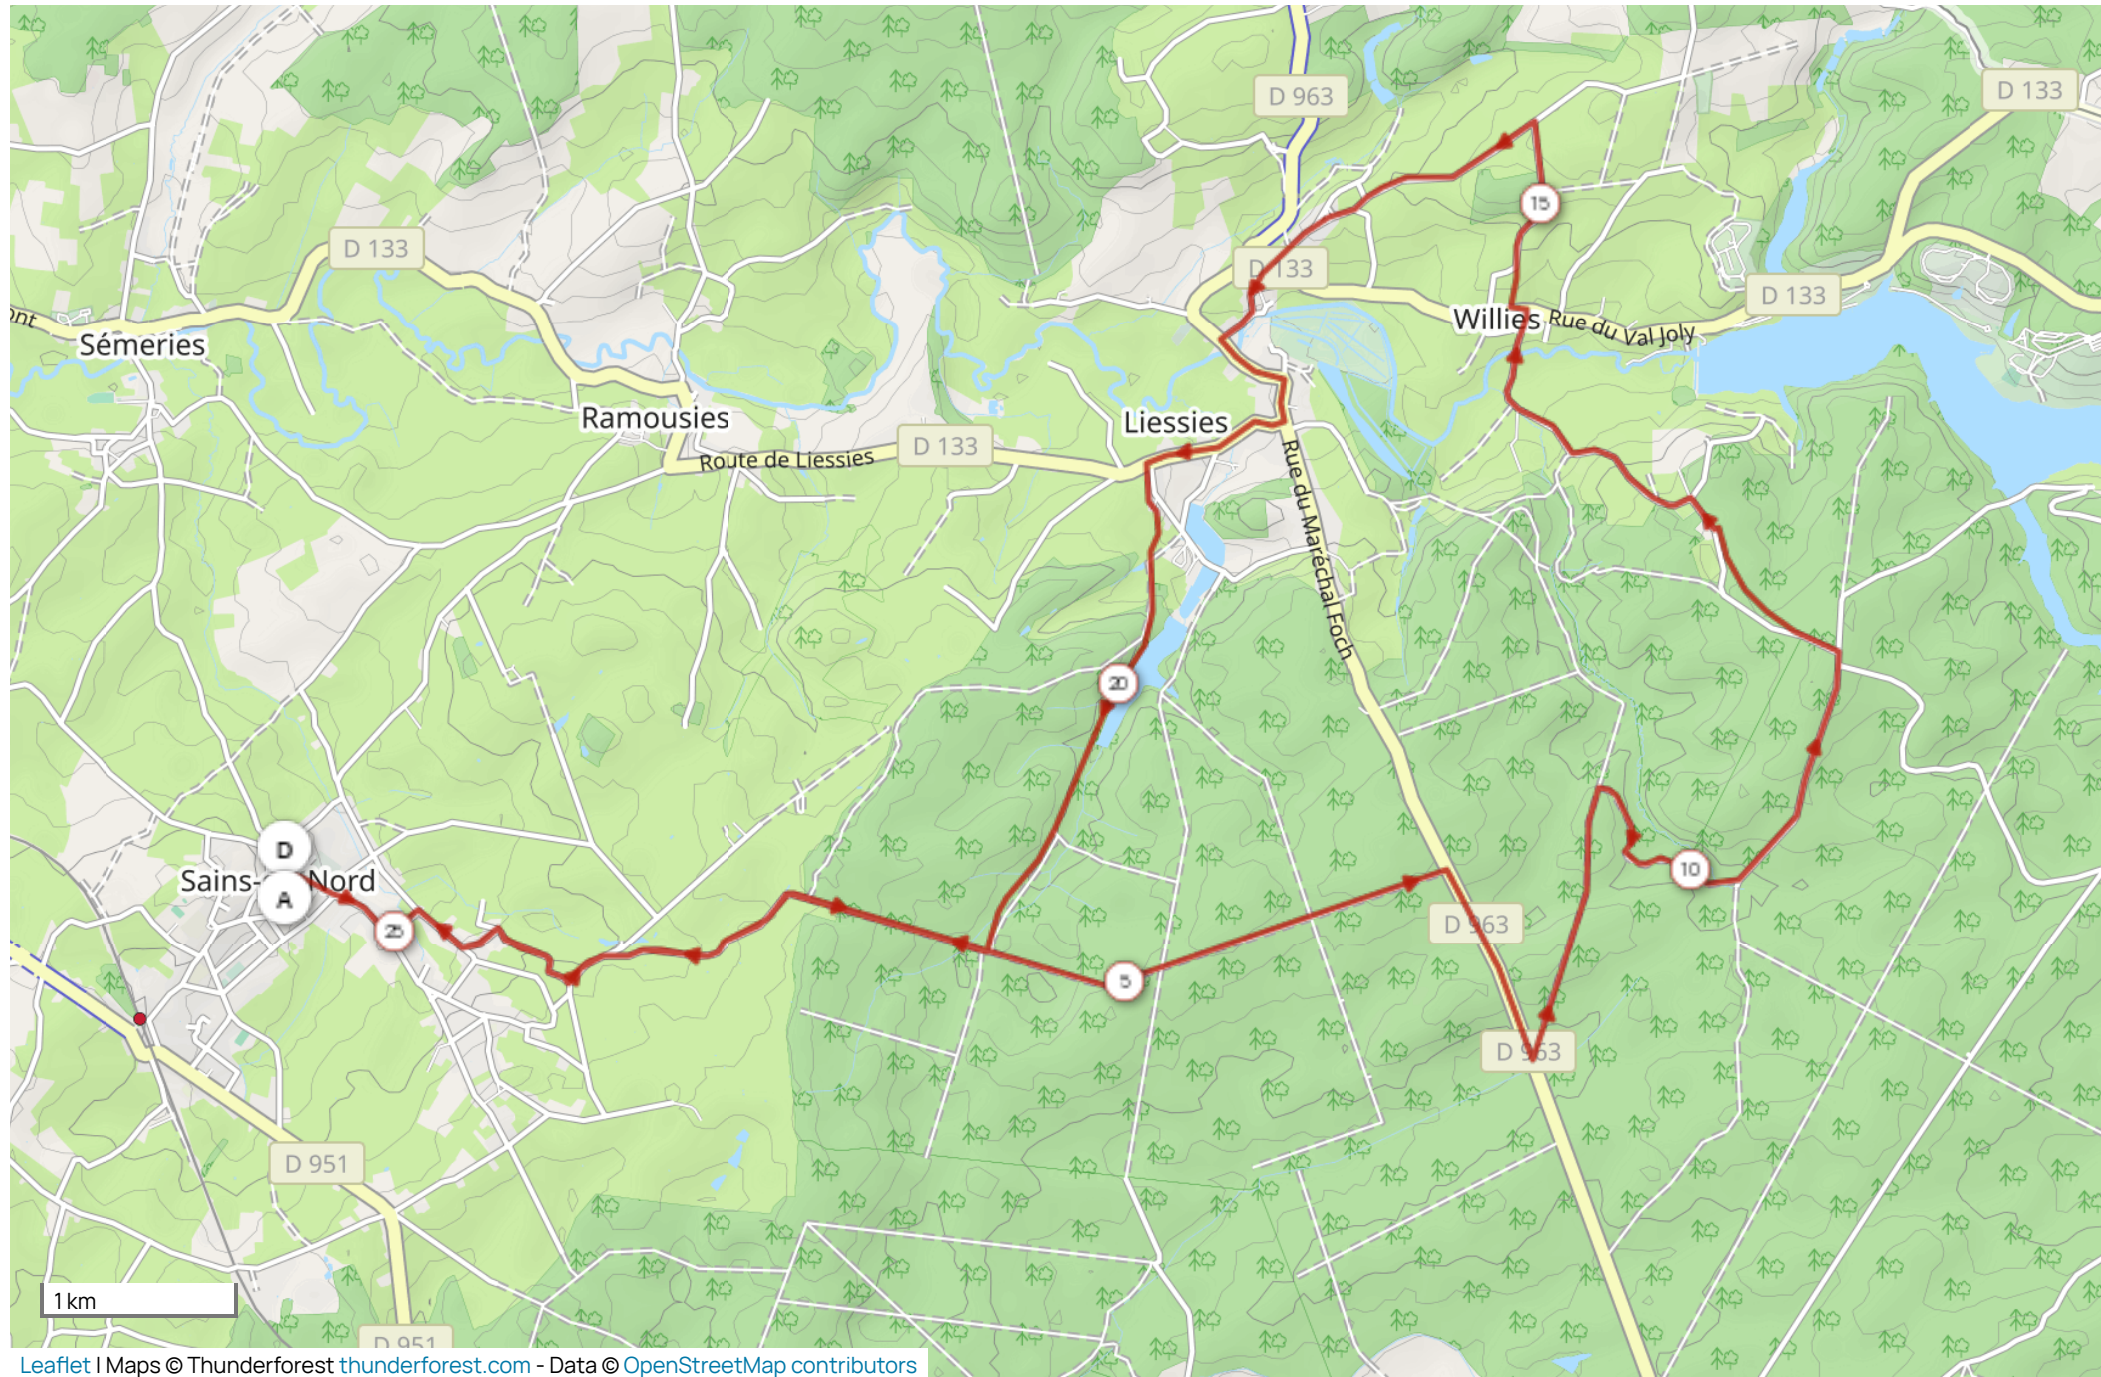 D 963
D 133
D 133
D 133
D 133
ont
Sémeries
15
Willies
Rue du Val Joly
Ramousies
Liessies
Route de Liessies
D 133
Rue du Maréchal Foch
20
D
Sains- Nord
A
25
10
D 963
5
D 963
D 951
1 km
D 951
Leaflet | Maps © Thunderforest thunderforest.com - Data © OpenStreetMap contributors